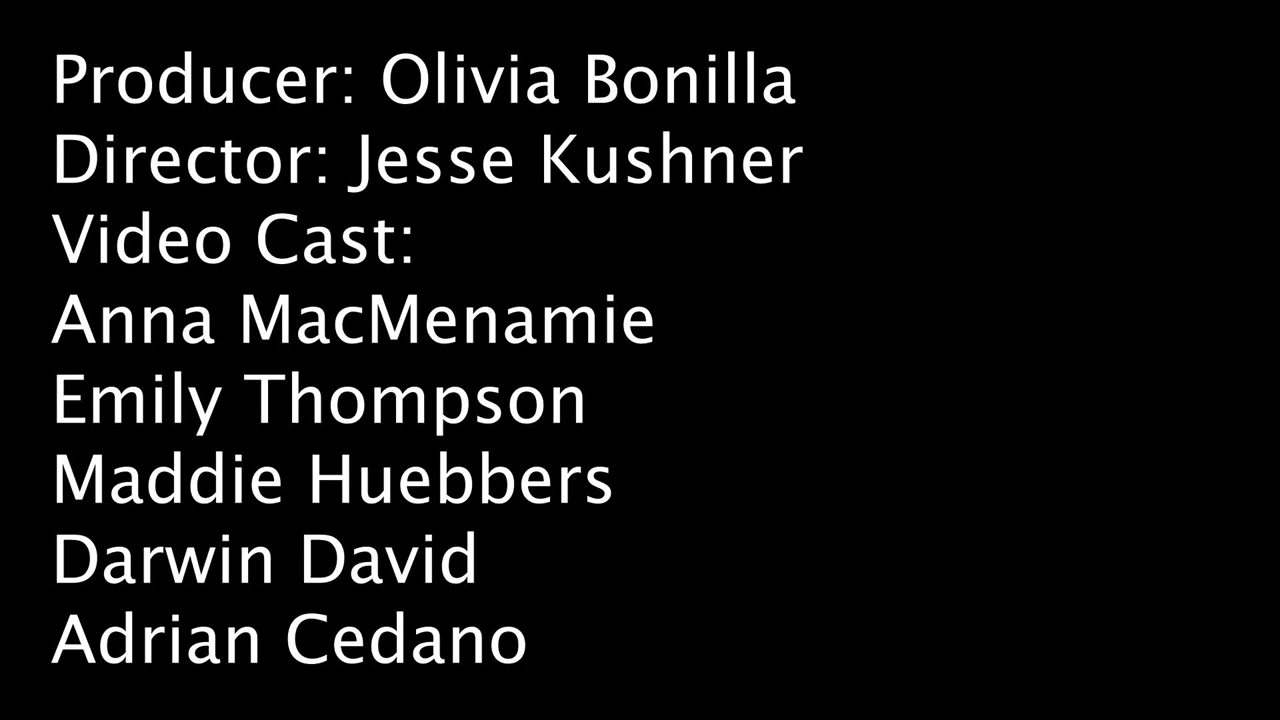 Producer: Olivia Bonilla
Director: Jesse Kushner
Video Cast:
Anna MacMenamie
Emily Thompson
Maddie Huebbers
Darwin David
Adrian Cedano